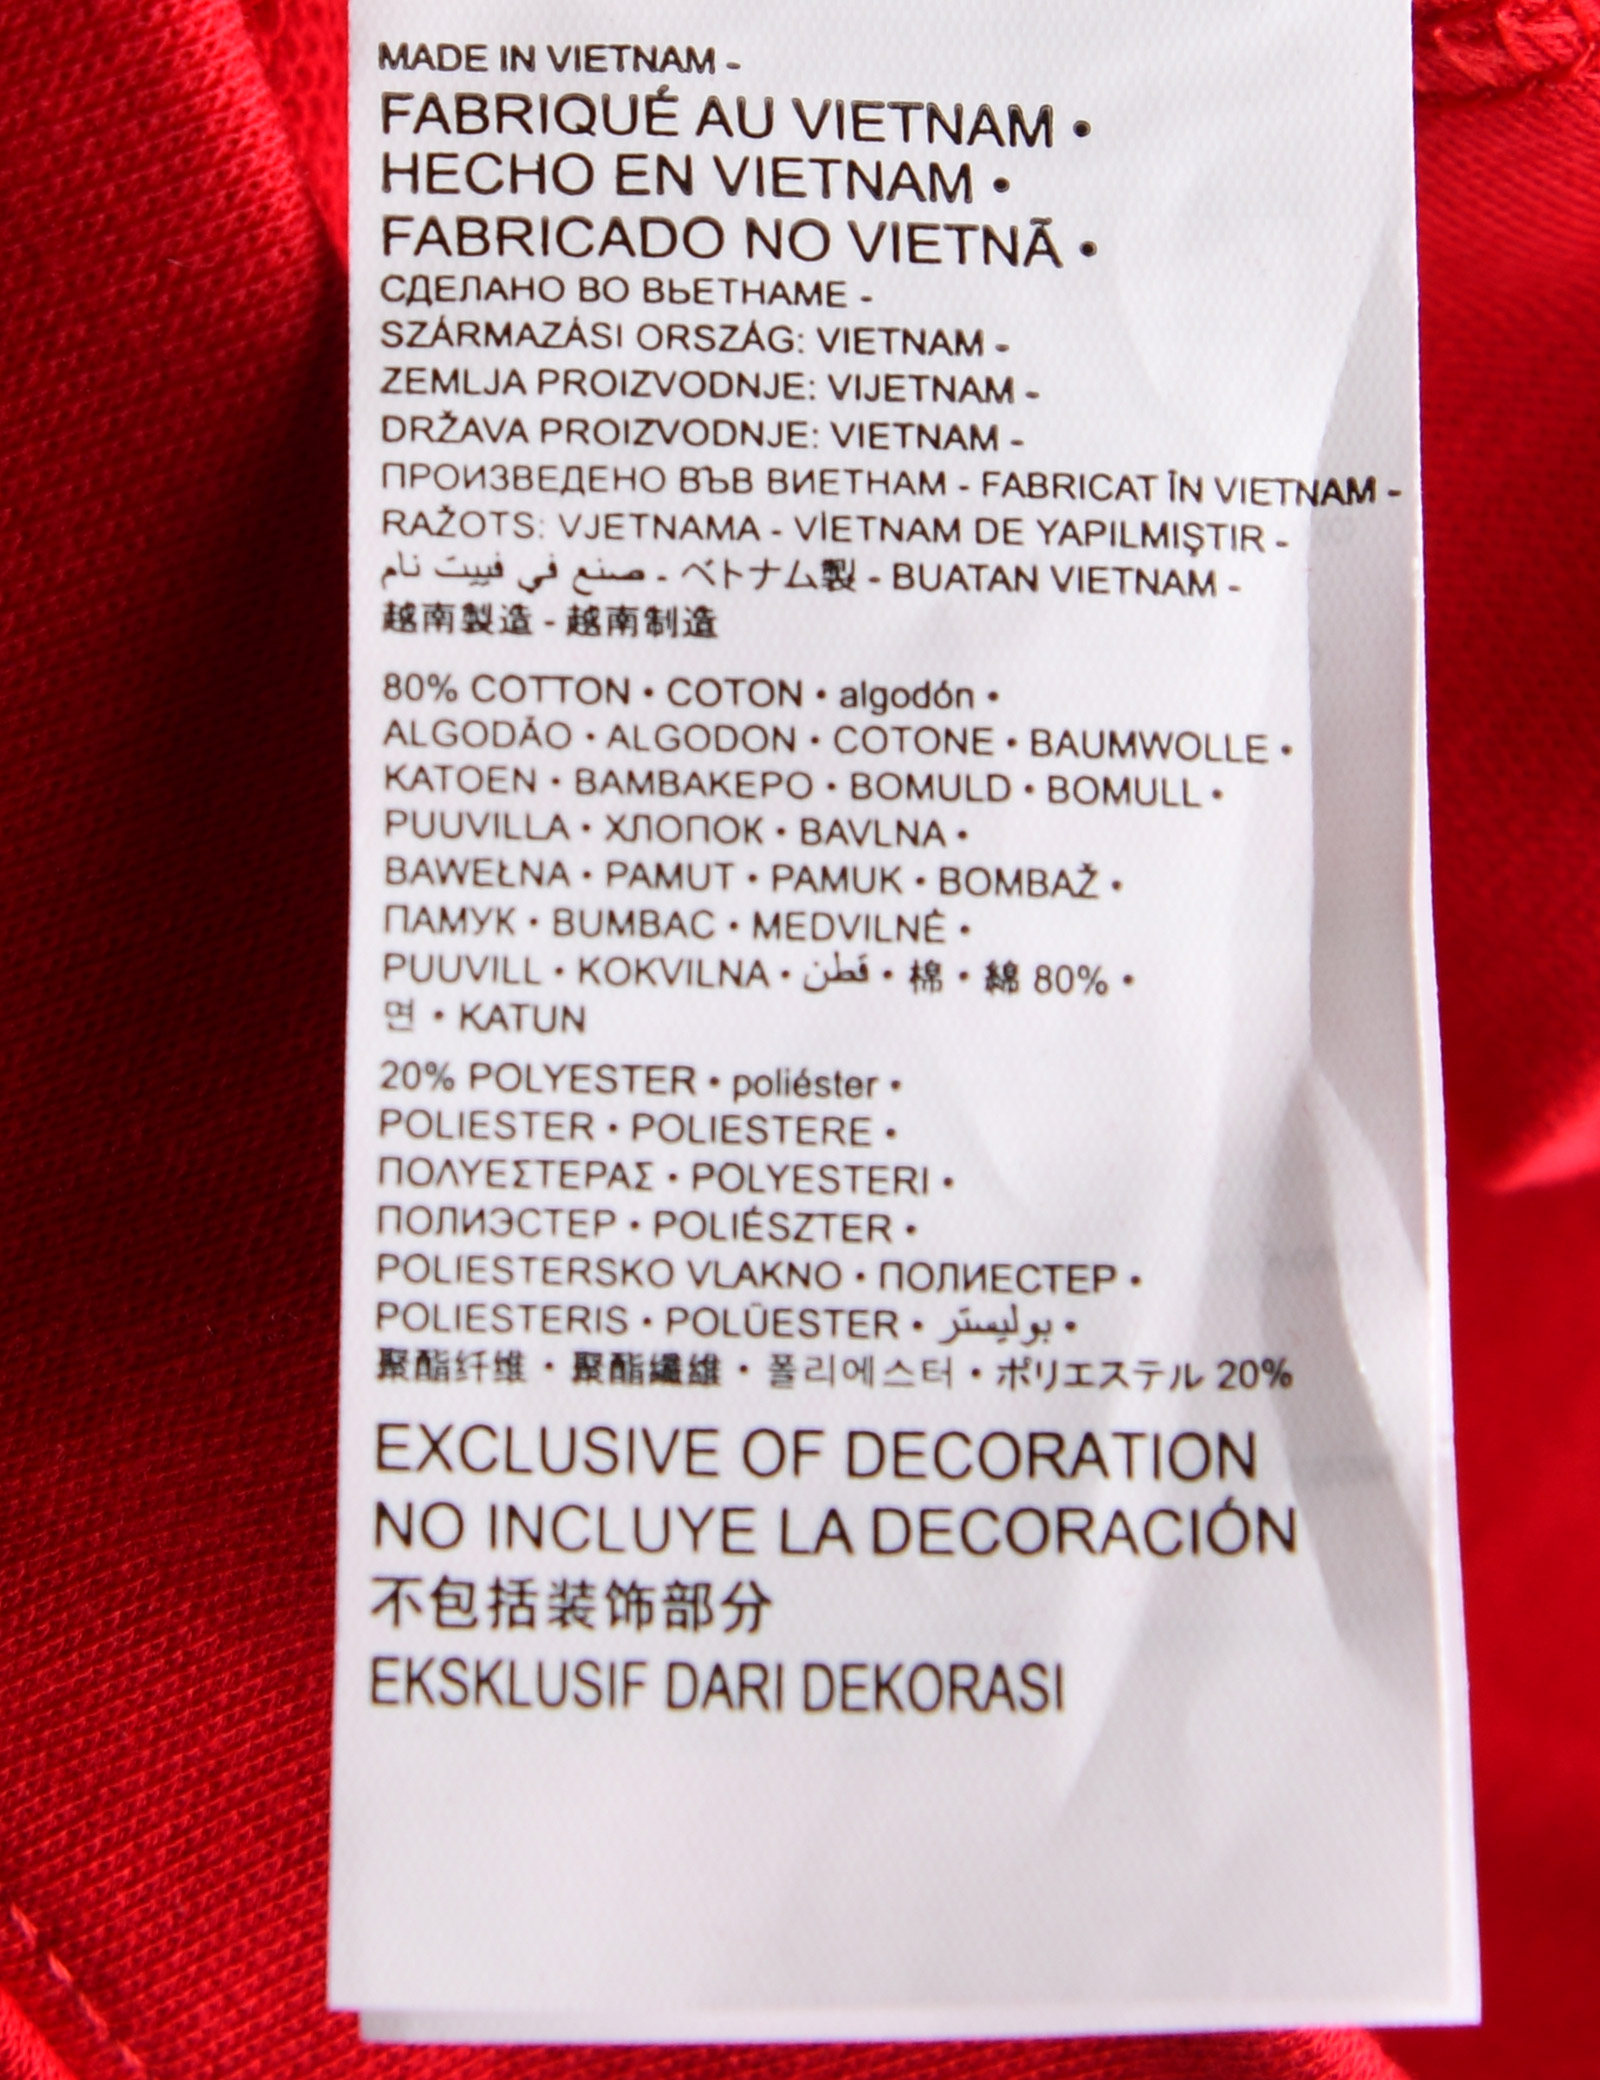 MADE IN VIETNAM -
FABRIQUÉ AU VIETNAM •
HECHO EN VIETNAM •
FABRICADO NO VIETNÃ •
СДЕЛАНО ВО ВЬЕТНАМЕ -
SZÁRMAZÁSI ORSZÁG: VIETNAM -
ZEMLJA PROIZVODNJE: VIJETNAM -
DRŽAVA PROIZVODNJE: VIETNAM -
ПРОИЗВЕДЕНО ВЪВ ВИЕТНАМ - FABRICAT ÎN VIETNAM -
RAŽOTS: VJETNAMA - VİETNAM DE YAPILMIŞTIR -
صنع في فييت نام - ベトナム製 - BUATAN VIETNAM -
越南製造 - 越南制造
80% COTTON • COTON • algodón •
ALGODÃO • ALGODON • COTONE • BAUMWOLLE •
KATOEN • ΒΑΜΒΑΚΕΡΟ • BOMULD • BOMULL •
PUUVILLA • ХЛОПОК • BAVLNA •
BAWEŁNA • PAMUT • PAMUK • BOMBAŽ •
ПАМУК • BUMBAC • MEDVILNĖ •
PUUVILL • KOKVILNA • قطن • 棉 • 綿 80% •
면 • KATUN
20% POLYESTER • poliéster •
POLIESTER • POLIESTERE •
ΠΟΛΥΕΣΤΕΡΑΣ • POLYESTERI •
ПОЛИЭСТЕР • POLIÉSZTER •
POLIESTERSKO VLAKNO • ПОЛИЕСТЕР •
POLIESTERIS • POLÜESTER • بوليستر •
聚酯纤维 • 聚酯纖維 • 폴리에스터 • ポリエステル 20%
EXCLUSIVE OF DECORATION
NO INCLUYE LA DECORACIÓN
不包括装饰部分
EKSKLUSIF DARI DEKORASI